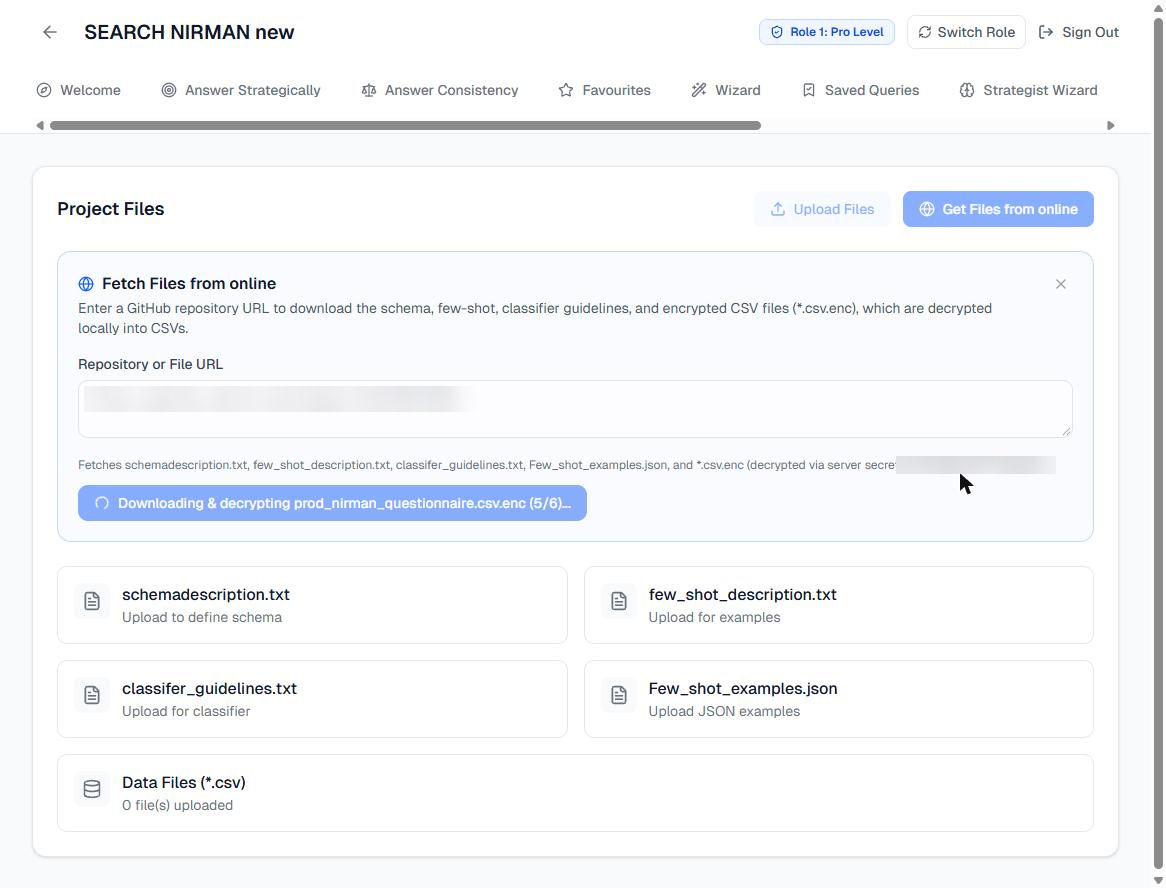 SEARCH NIRMAN new
Role 1: Pro Level
Switch Role
Sign Out
Welcome
Answer Strategically
Answer Consistency
Favourites
Wizard
Saved Queries
Strategist Wizard
Project Files
Upload Files
Get Files from online
Fetch Files from online
Enter a GitHub repository URL to download the schema, few-shot, classifier guidelines, and encrypted CSV files (*.csv.enc), which are decrypted
locally into CSVs.
Repository or File URL
Fetches schemadescription.txt, few_shot_description.txt, classifer_guidelines.txt, Few_shot_examples.json, and *.csv.enc (decrypted via server secre
Downloading & decrypting prod_nirman_questionnaire.csv.enc (5/6)...
schemadescription.txt
Upload to define schema
few_shot_description.txt
Upload for examples
classifer_guidelines.txt
Upload for classifier
Few_shot_examples.json
Upload JSON examples
Data Files (*.csv)
0 file(s) uploaded